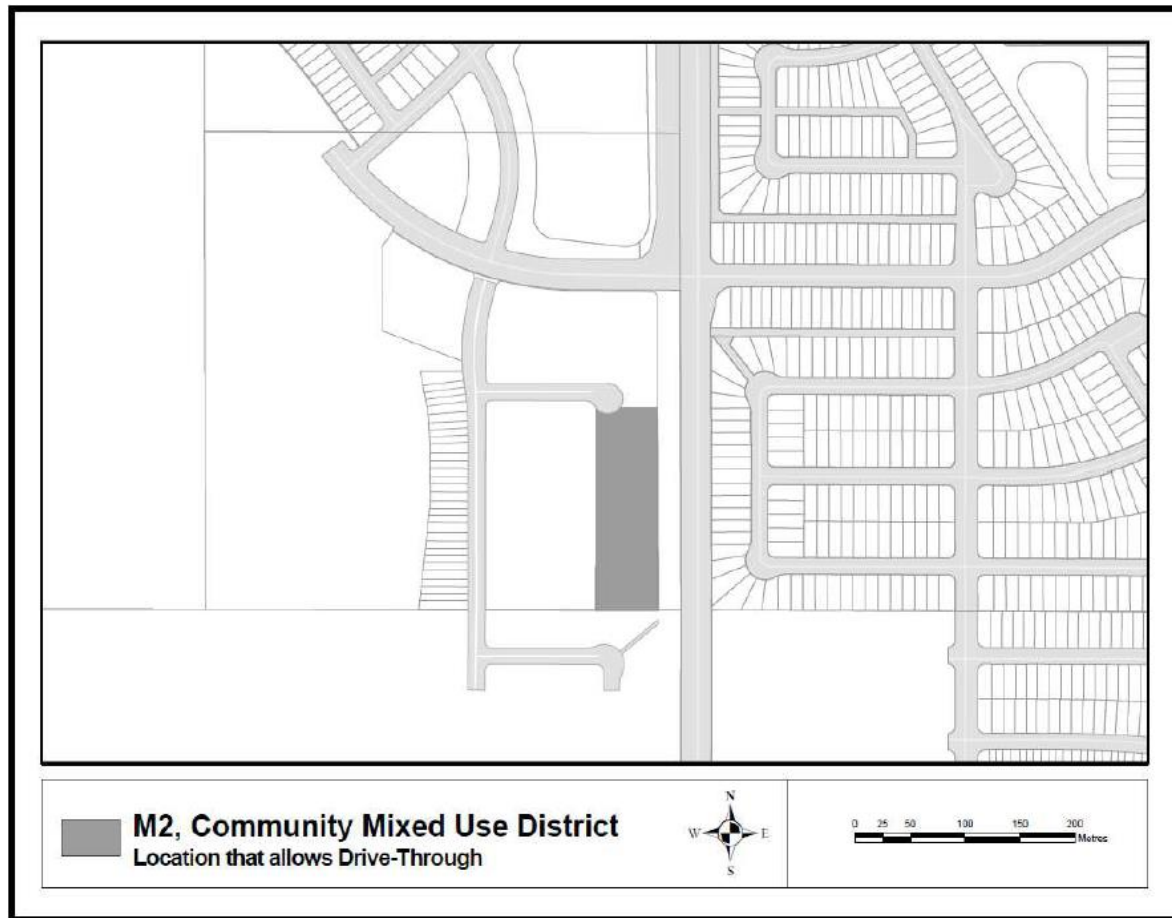 M2, Community Mixed Use District
Location that allows Drive-Through
N
W E
S
0 25 50 100 150 200
Metres